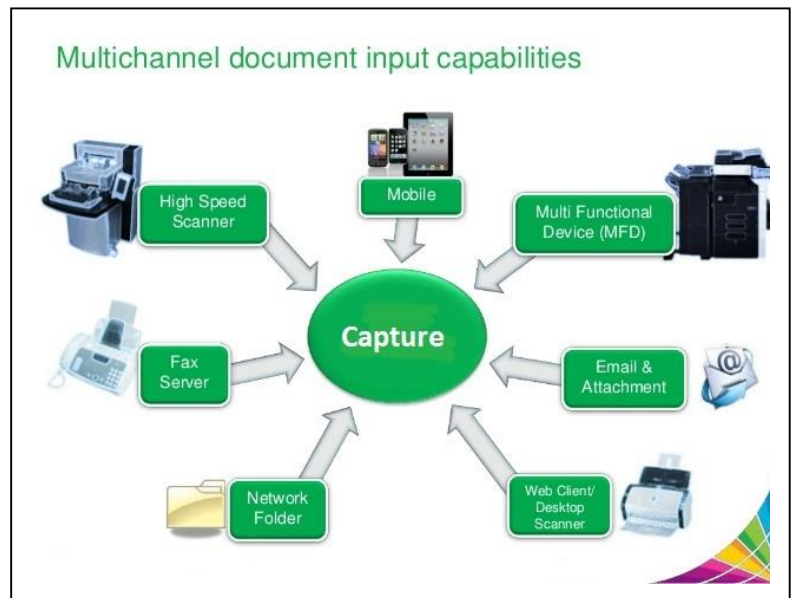 Multichannel document input capabilities
Mobile
High Speed
Scanner
Multi Functional
Device (MFD)
Capture
Fax
Server
Email &
Attachment
@
Network
Folder
Web Client/
Desktop
Scanner